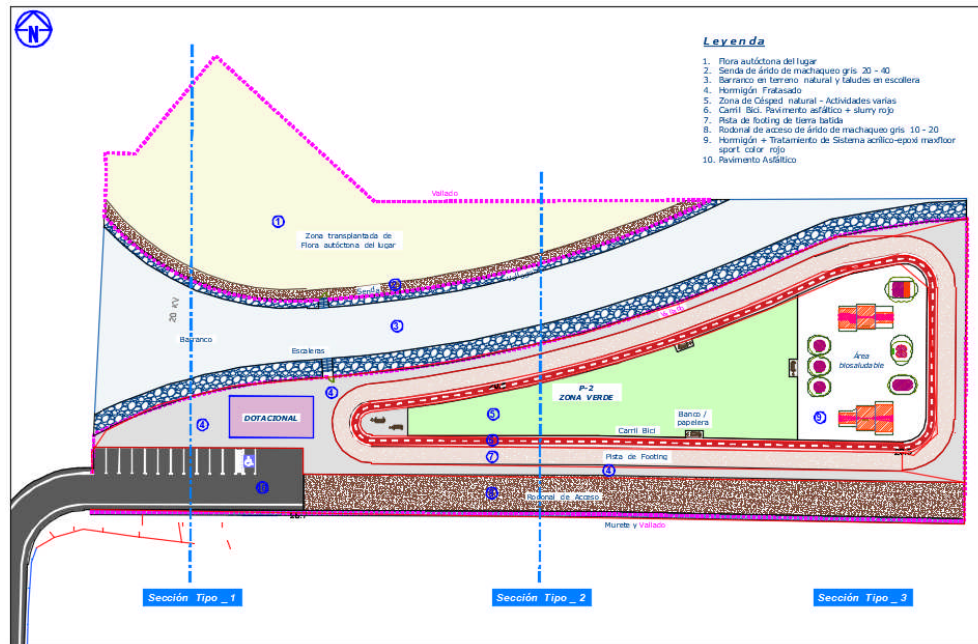 N
Leyenda
1. Flora autóctona del lugar
2. Senda de árido de machaqueo gris 20 - 40
3. Barranco en terreno natural y taludes en escollera
4. Hormigón Fratasado
5. Zona de Césped natural - Actividades varias
6. Carril Bici. Pavimento asfáltico + slurry rojo
7. Pista de footing de tierra batida
8. Rodonal de acceso de árido de machaqueo gris 10 - 20
9. Hormigón + Tratamiento de Sistema acrílico-epoxi maxfloor
sport color rojo
10. Pavimento Asfáltico
Vallado
1
Zona transplantada de
Flora autóctona del lugar
2
Senda
20 KV
3
Barranco
Escaleras
4
4
DOTACIONAL
P-2
ZONA VERDE
5
Área
biosaludable
9
Banco /
papelera
Carril Bici
6
7
Pista de Footing
4
10
8
Rodonal de Acceso
Murete y Vallado
Sección Tipo _ 1
Sección Tipo _ 2
Sección Tipo _ 3